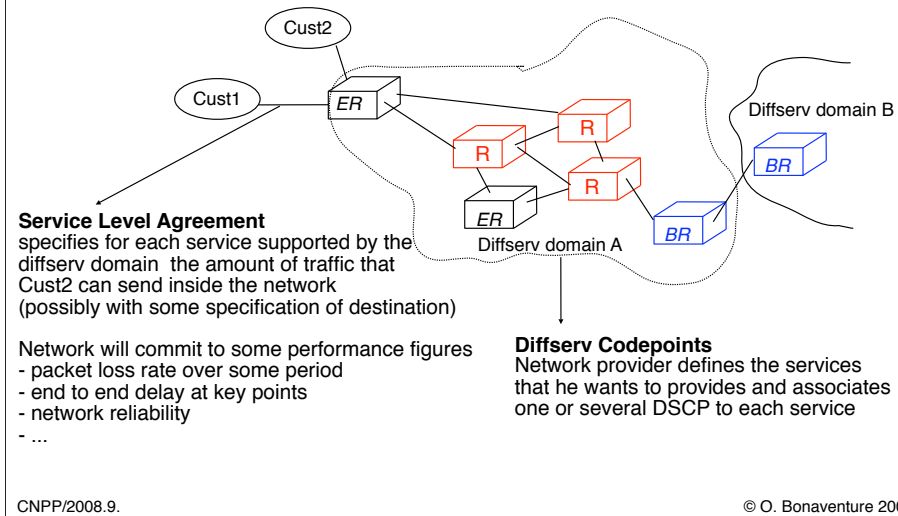 Cust2
Cust1
ER
R
R
R
ER
BR
BR
Diffserv domain B
Diffserv domain A
Service Level Agreement
specifies for each service supported by the
diffserv domain the amount of traffic that
Cust2 can send inside the network
(possibly with some specification of destination)
Network will commit to some performance figures
- packet loss rate over some period
- end to end delay at key points
- network reliability
- ...
Diffserv Codepoints
Network provider defines the services
that he wants to provides and associates
one or several DSCP to each service
CNPP/2008.9.
© O. Bonaventure 200